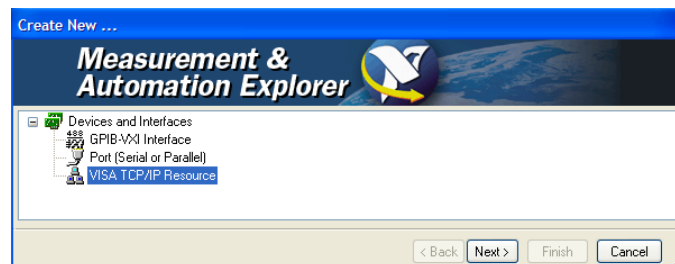 Create New ...
Measurement &
Automation Explorer
Devices and Interfaces
GPIB-VXI Interface
Port (Serial or Parallel)
VISA TCP/IP Resource
< Back Next > Finish Cancel